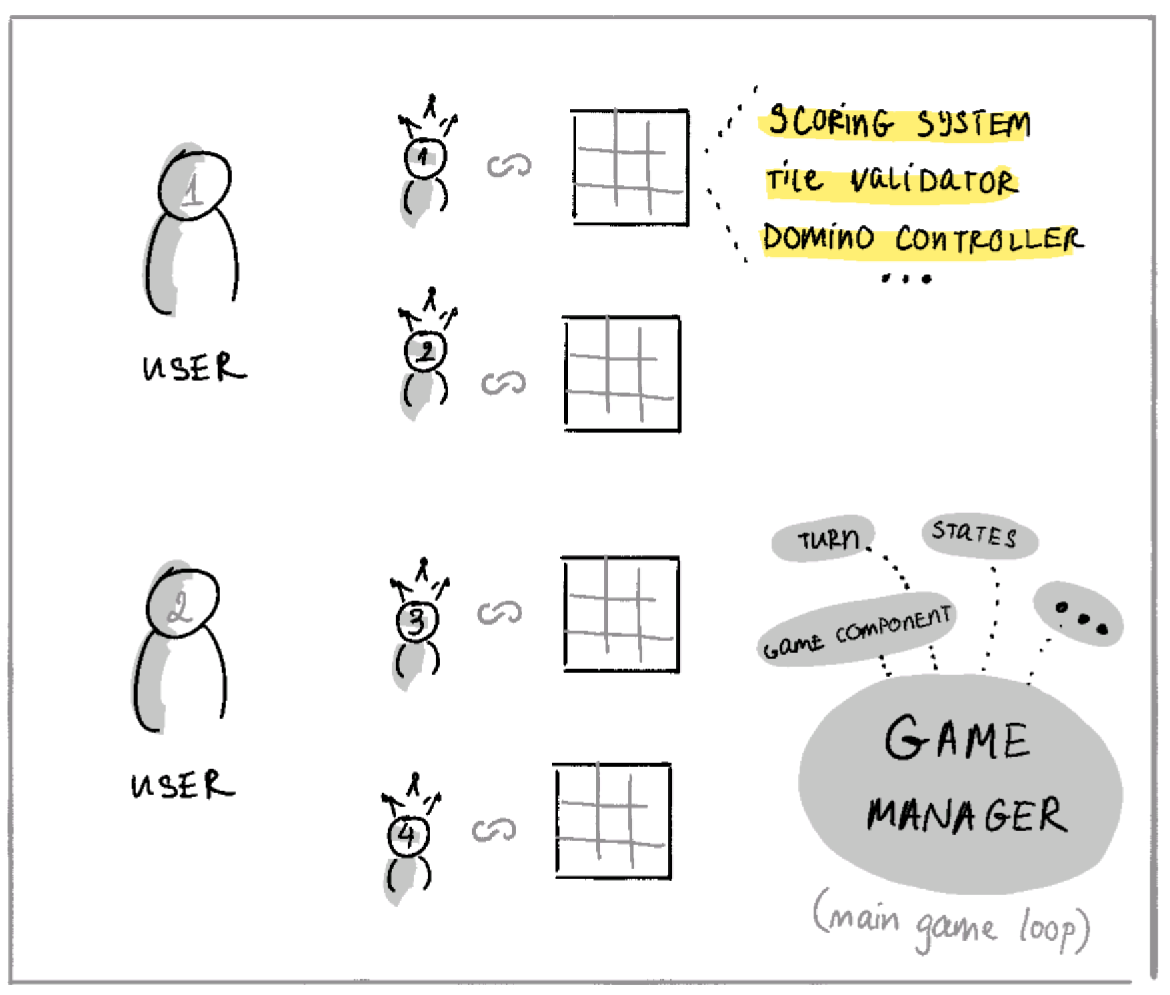 1
USER
1
2
SCORING SYSTEM
TILE VALIDATOR
DOMINO CONTROLLER
...
2
USER
3
4
TURN
STATES
GAME COMPONENT
...
GAME
MANAGER
(main game loop)